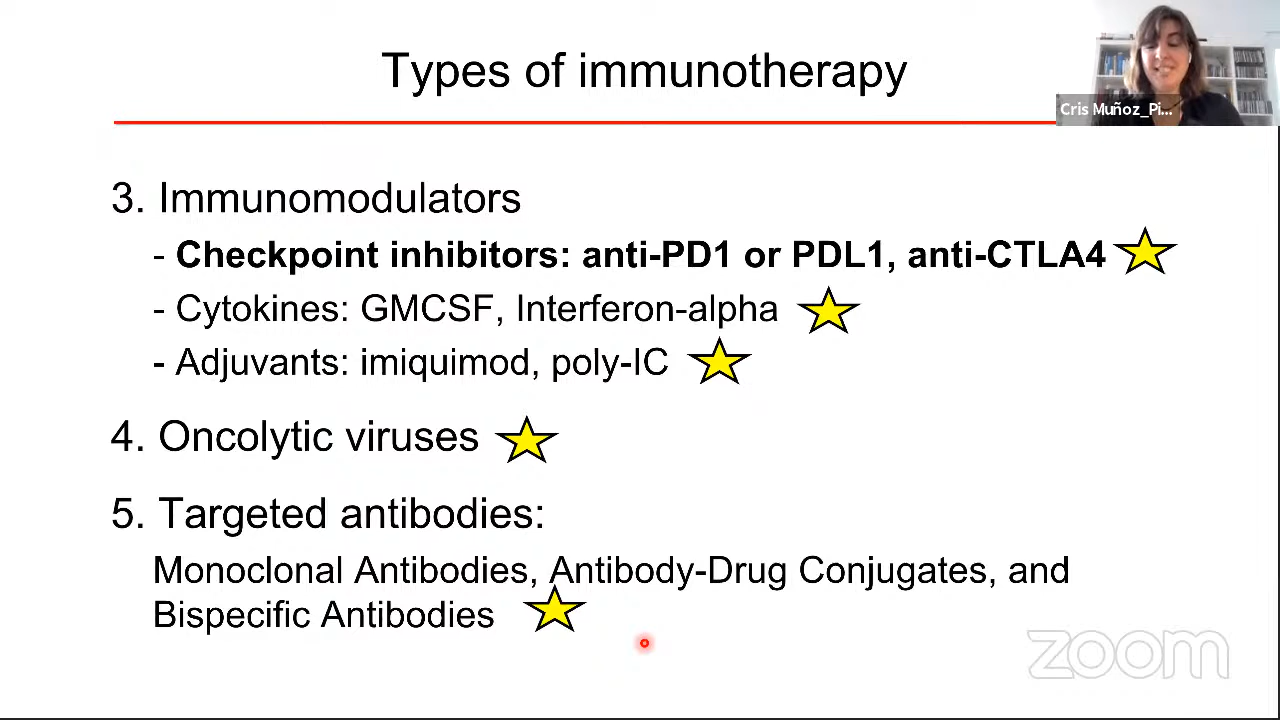 Types of immunotherapy
Cris Muñoz_Pi...
3. Immunomodulators
- Checkpoint inhibitors: anti-PD1 or PDL1, anti-CTLA4
- Cytokines: GMCSF, Interferon-alpha
- Adjuvants: imiquimod, poly-IC
4. Oncolytic viruses
5. Targeted antibodies:
Monoclonal Antibodies, Antibody-Drug Conjugates, and
Bispecific Antibodies
zoom